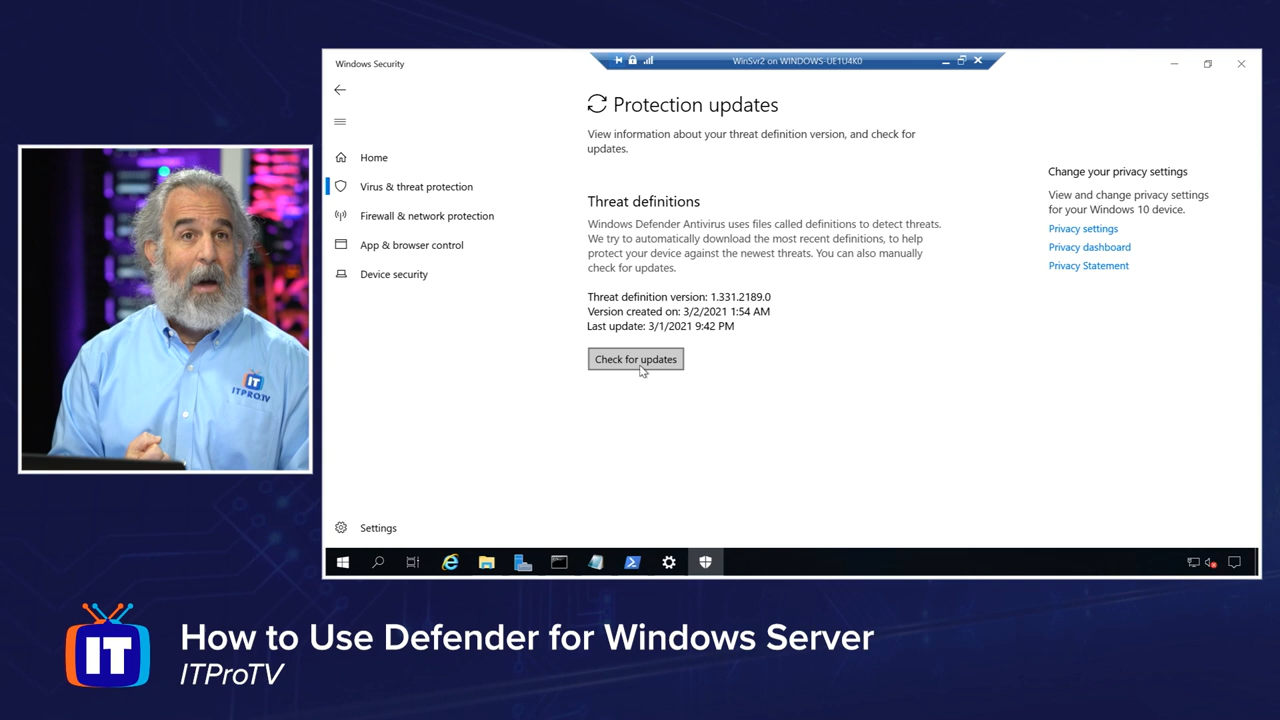 Windows Security
WinSvr2 on WINDOWS-UE1U4K0
Home
Virus & threat protection
Firewall & network protection
App & browser control
Device security
Settings
Protection updates
View information about your threat definition version, and check for
updates.
Threat definitions
Windows Defender Antivirus uses files called definitions to detect threats.
We try to automatically download the most recent definitions, to help
protect your device against the newest threats. You can also manually
check for updates.
Threat definition version: 1.331.2189.0
Version created on: 3/2/2021 1:54 AM
Last update: 3/1/2021 9:42 PM
Check for updates
Change your privacy settings
View and change privacy settings
for your Windows 10 device.
Privacy settings
Privacy dashboard
Privacy Statement
IT
ITPRO.TV
IT
How to Use Defender for Windows Server
ITProTV